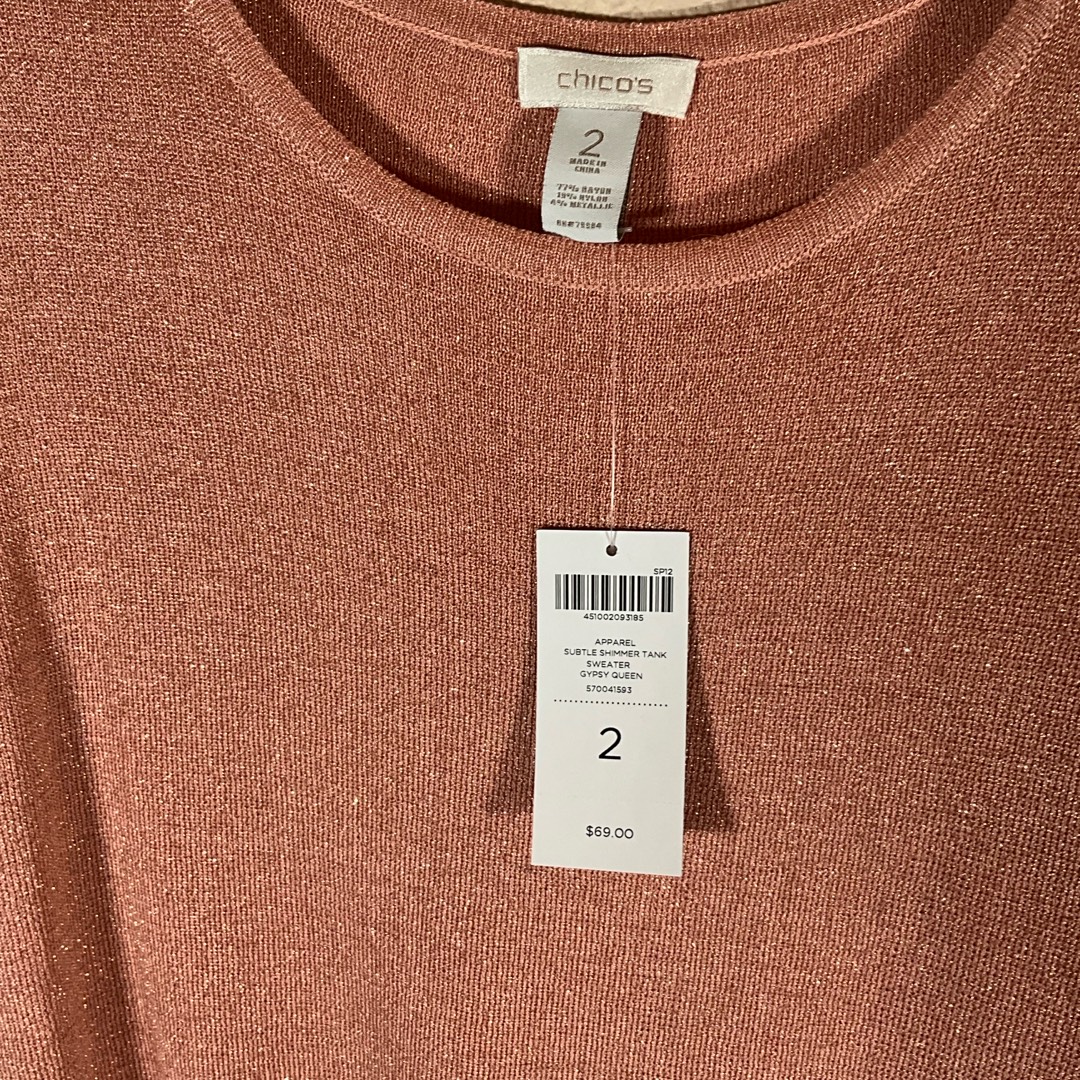 chico's
2
MADE IN
CHINA
77% RAYON
19% NYLON
4% METALLIC
SP12
451002093185
APPAREL
SUBTLE SHIMMER TANK
SWEATER
GYPSY QUEEN
570041593
2
$69.00